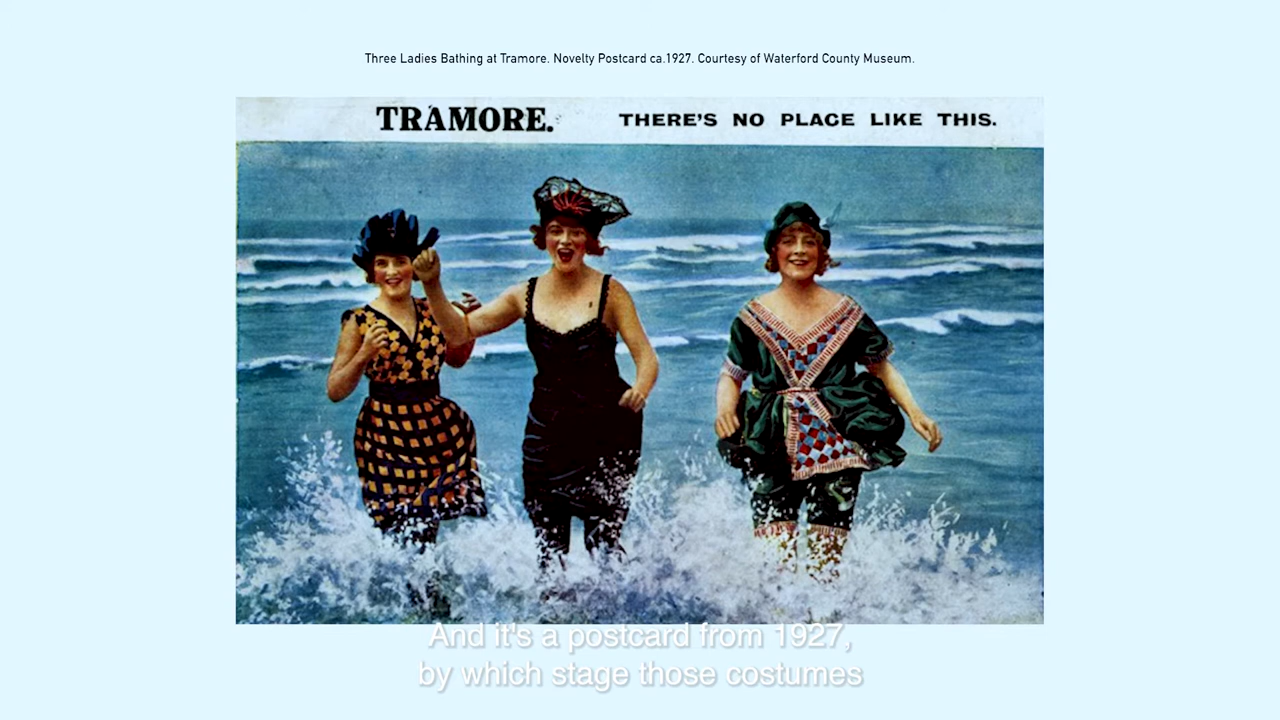 Three Ladies Bathing at Tramore. Novelty Postcard ca.1927. Courtesy of Waterford County Museum.
TRAMORE. THERE'S NO PLACE LIKE THIS.
And it's a postcard from 1927,
by which stage those costumes